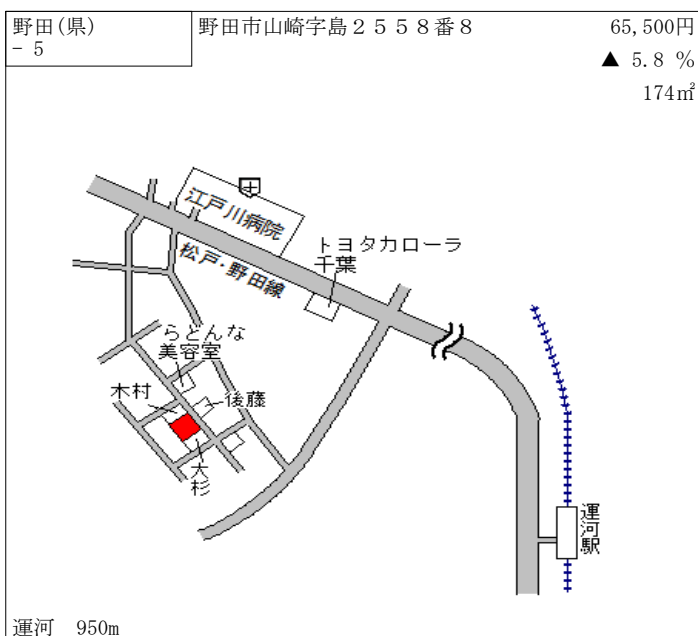 野田(県)
- 5
野田市山崎字島２５５８番８
65,500円
▲ 5.8 %
174㎡
江戸川病院
松戸・野田線
トヨタカローラ
千葉
らどんな
美容室
木村
後藤
大杉
運河駅
運河　950m